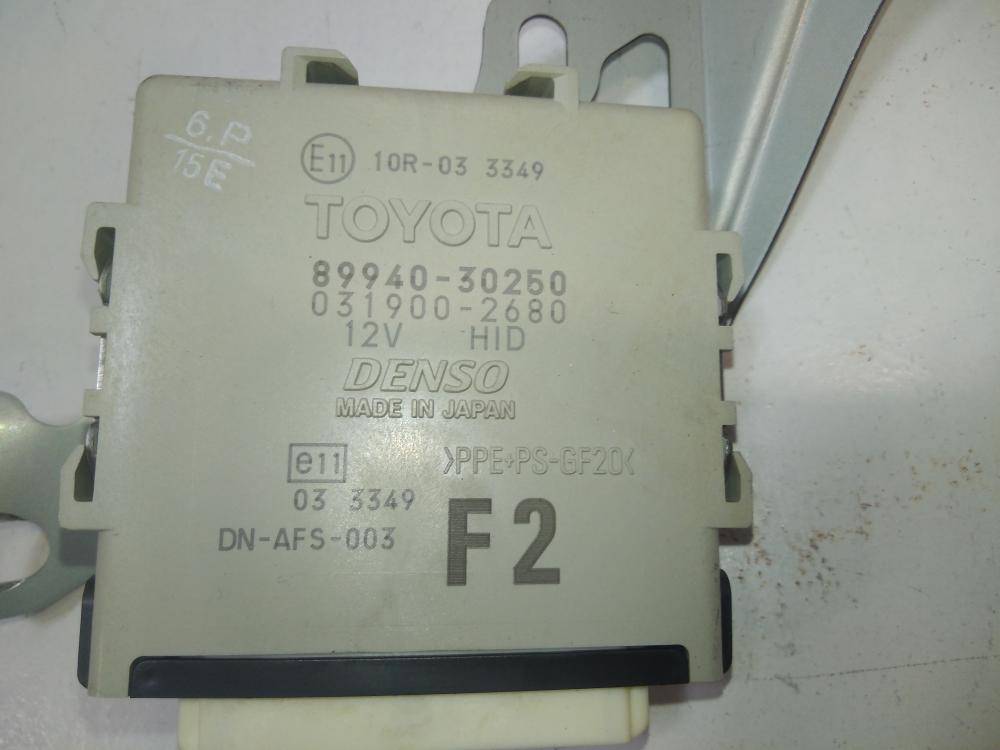 6.P
15E
E11 10R-03 3349
TOYOTA
89940-30250
031900-2680
12V HID
DENSO
MADE IN JAPAN
e11 >PPE+PS-GF20<
03 3349
DN-AFS-003
F2